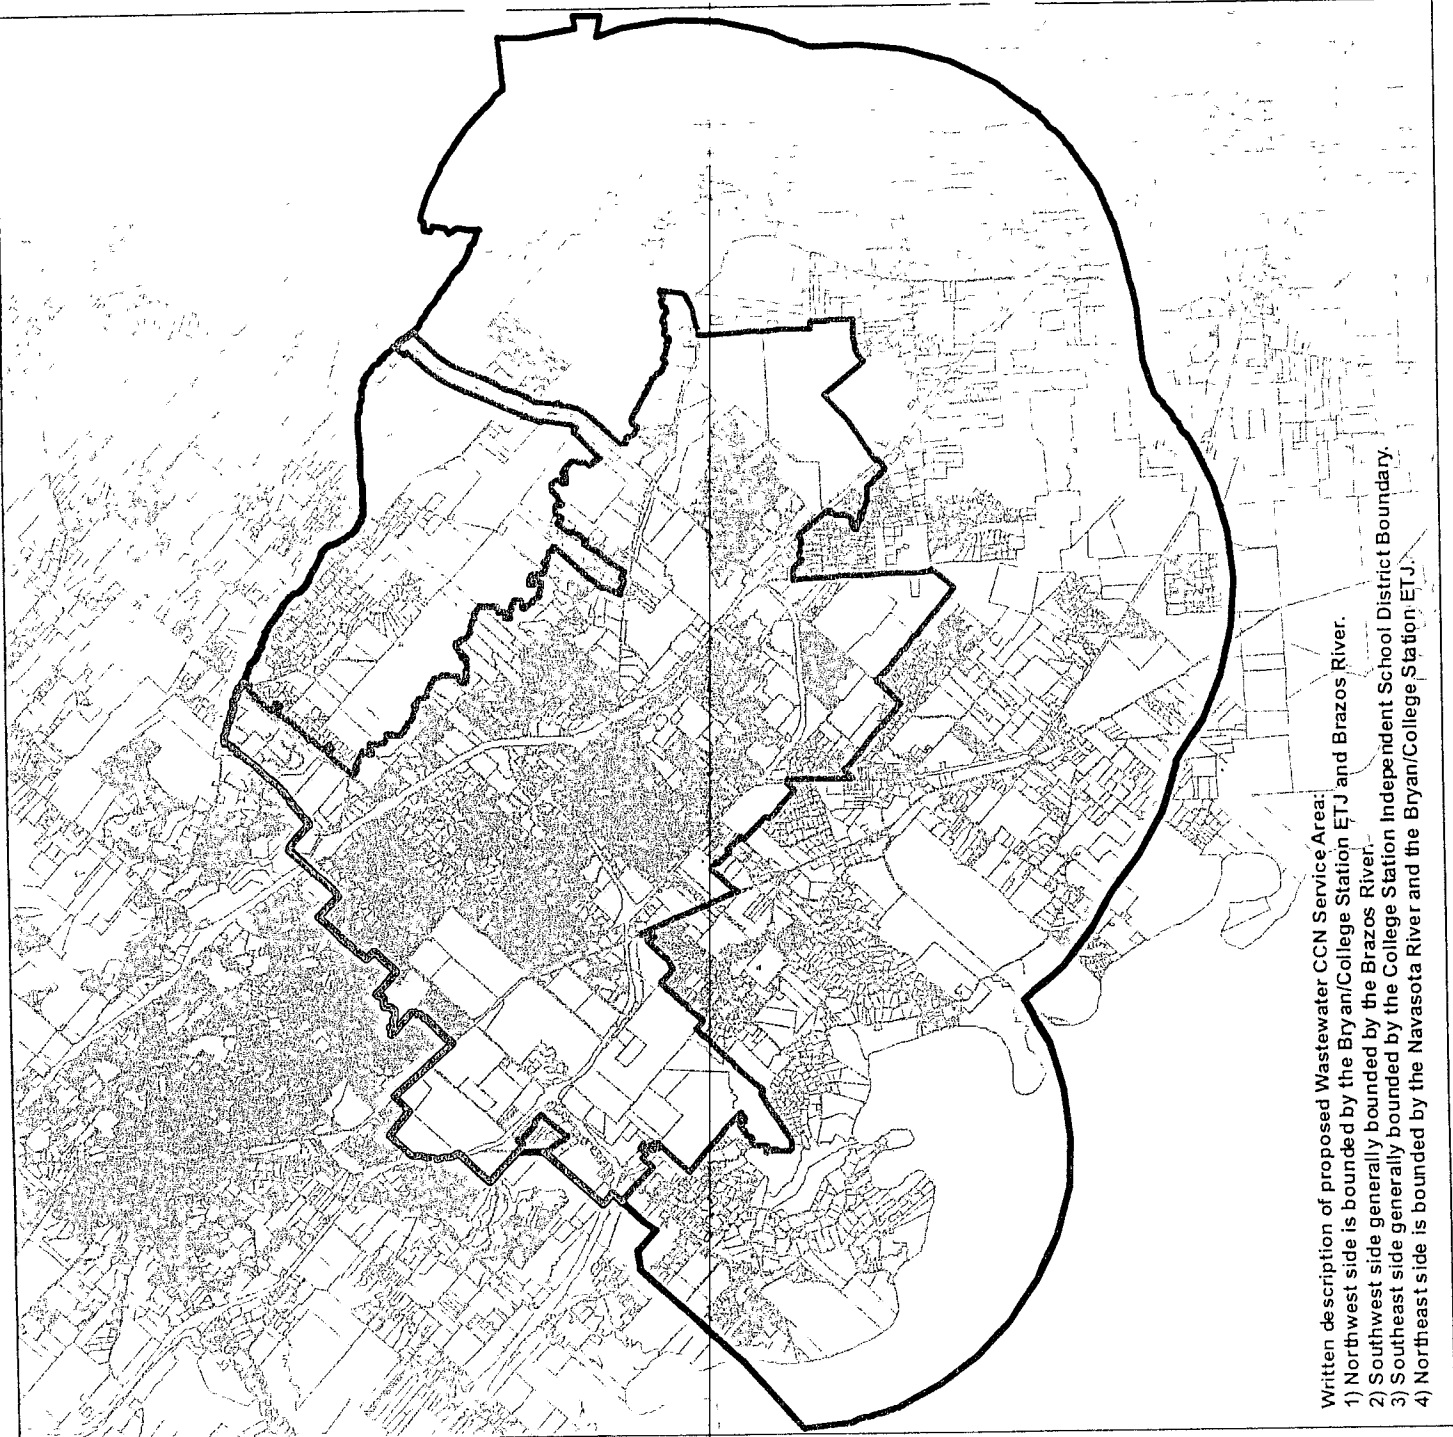 Written description of proposed Wastewater CCN Service Area:
1) Northwest side is bounded by the Bryan/College Station ETJ and Brazos River.
2) Southwest side generally bounded by the Brazos River.
3) Southeast side generally bounded by the College Station Independent School District Boundary.
4) Northeast side is bounded by the Navasota River and the Bryan/College Station ETJ.